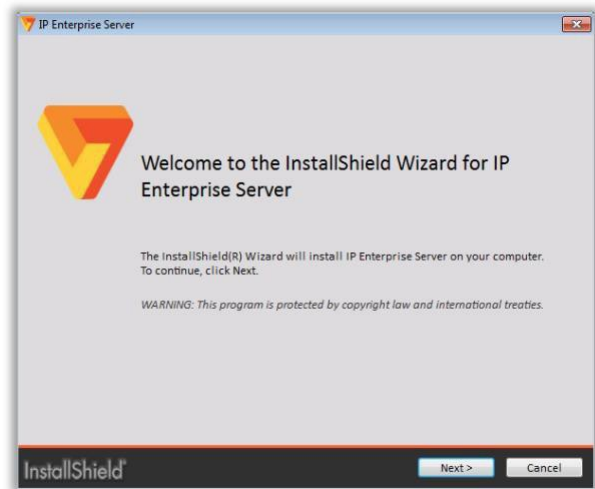 IP Enterprise Server
Welcome to the InstallShield Wizard for IP
Enterprise Server
The InstallShield(R) Wizard will install IP Enterprise Server on your computer.
To continue, click Next.
WARNING: This program is protected by copyright law and international treaties.
InstallShield®
Next >
Cancel